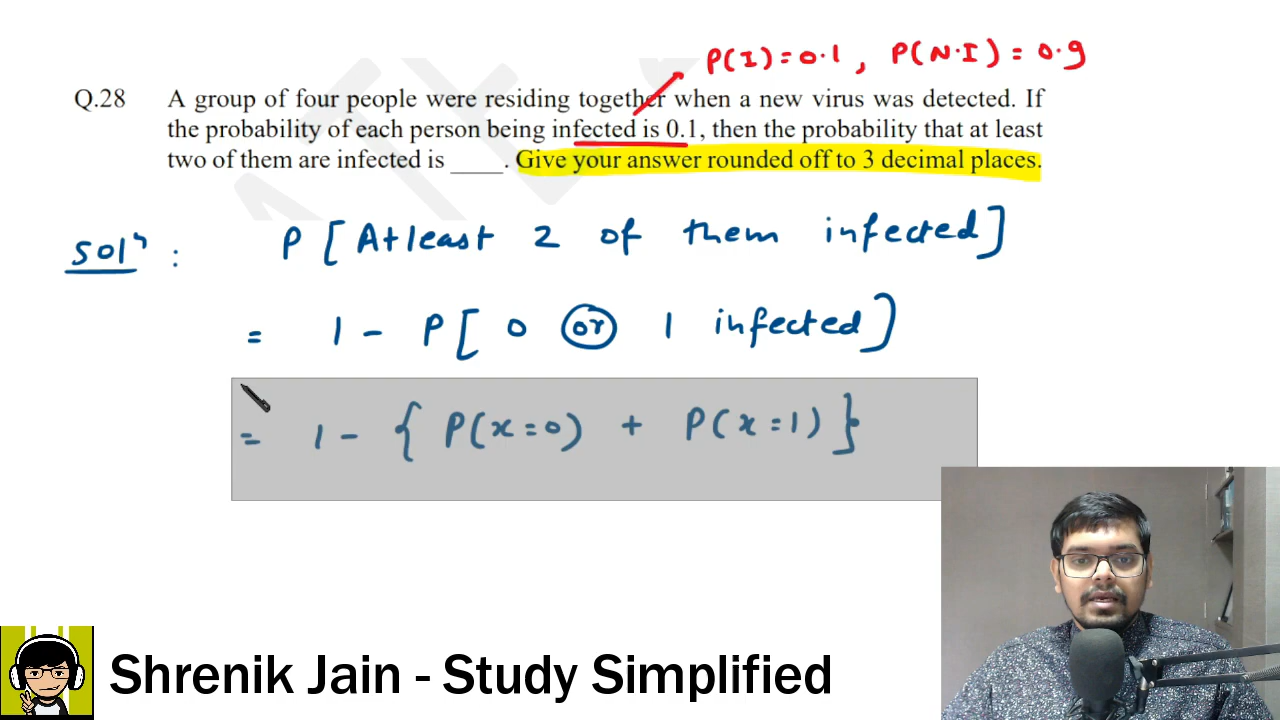 P(I) = 0.1 , P(N.I) = 0.9
Q.28 A group of four people were residing together when a new virus was detected. If
the probability of each person being infected is 0.1, then the probability that at least
two of them are infected is ____. Give your answer rounded off to 3 decimal places.
Solⁿ : P [ Atleast 2 of them infected ]
= 1 - P [ 0 or 1 infected ]
= 1 - { P(x=0) + P(x=1) }
Shrenik Jain - Study Simplified